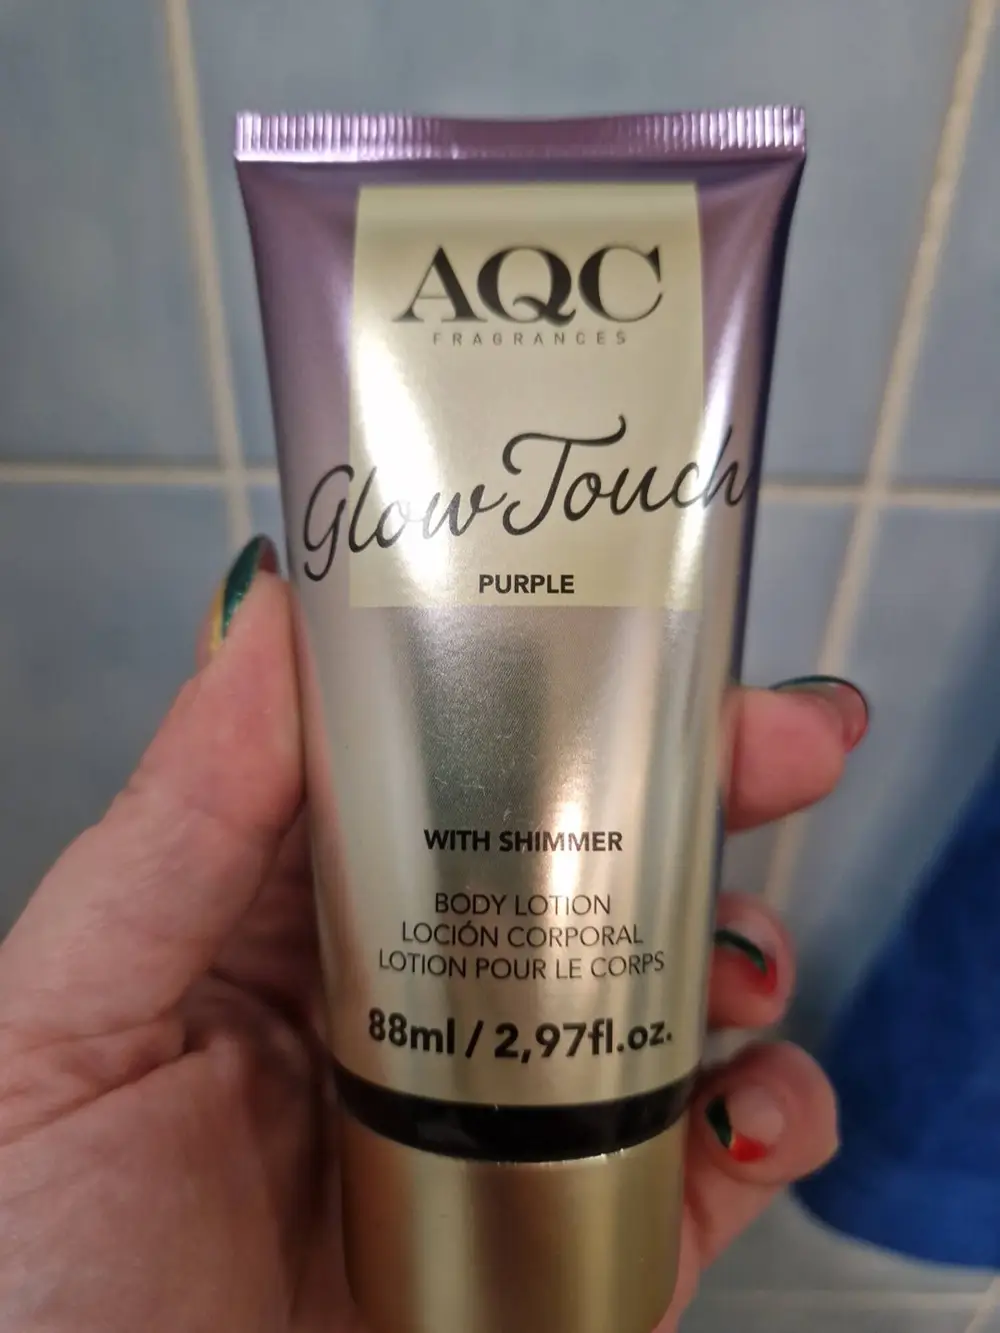 AQC
FRAGRANCES
Glow Touch
PURPLE
WITH SHIMMER
BODY LOTION
LOCIÓN CORPORAL
LOTION POUR LE CORPS
88ml / 2,97fl.oz.